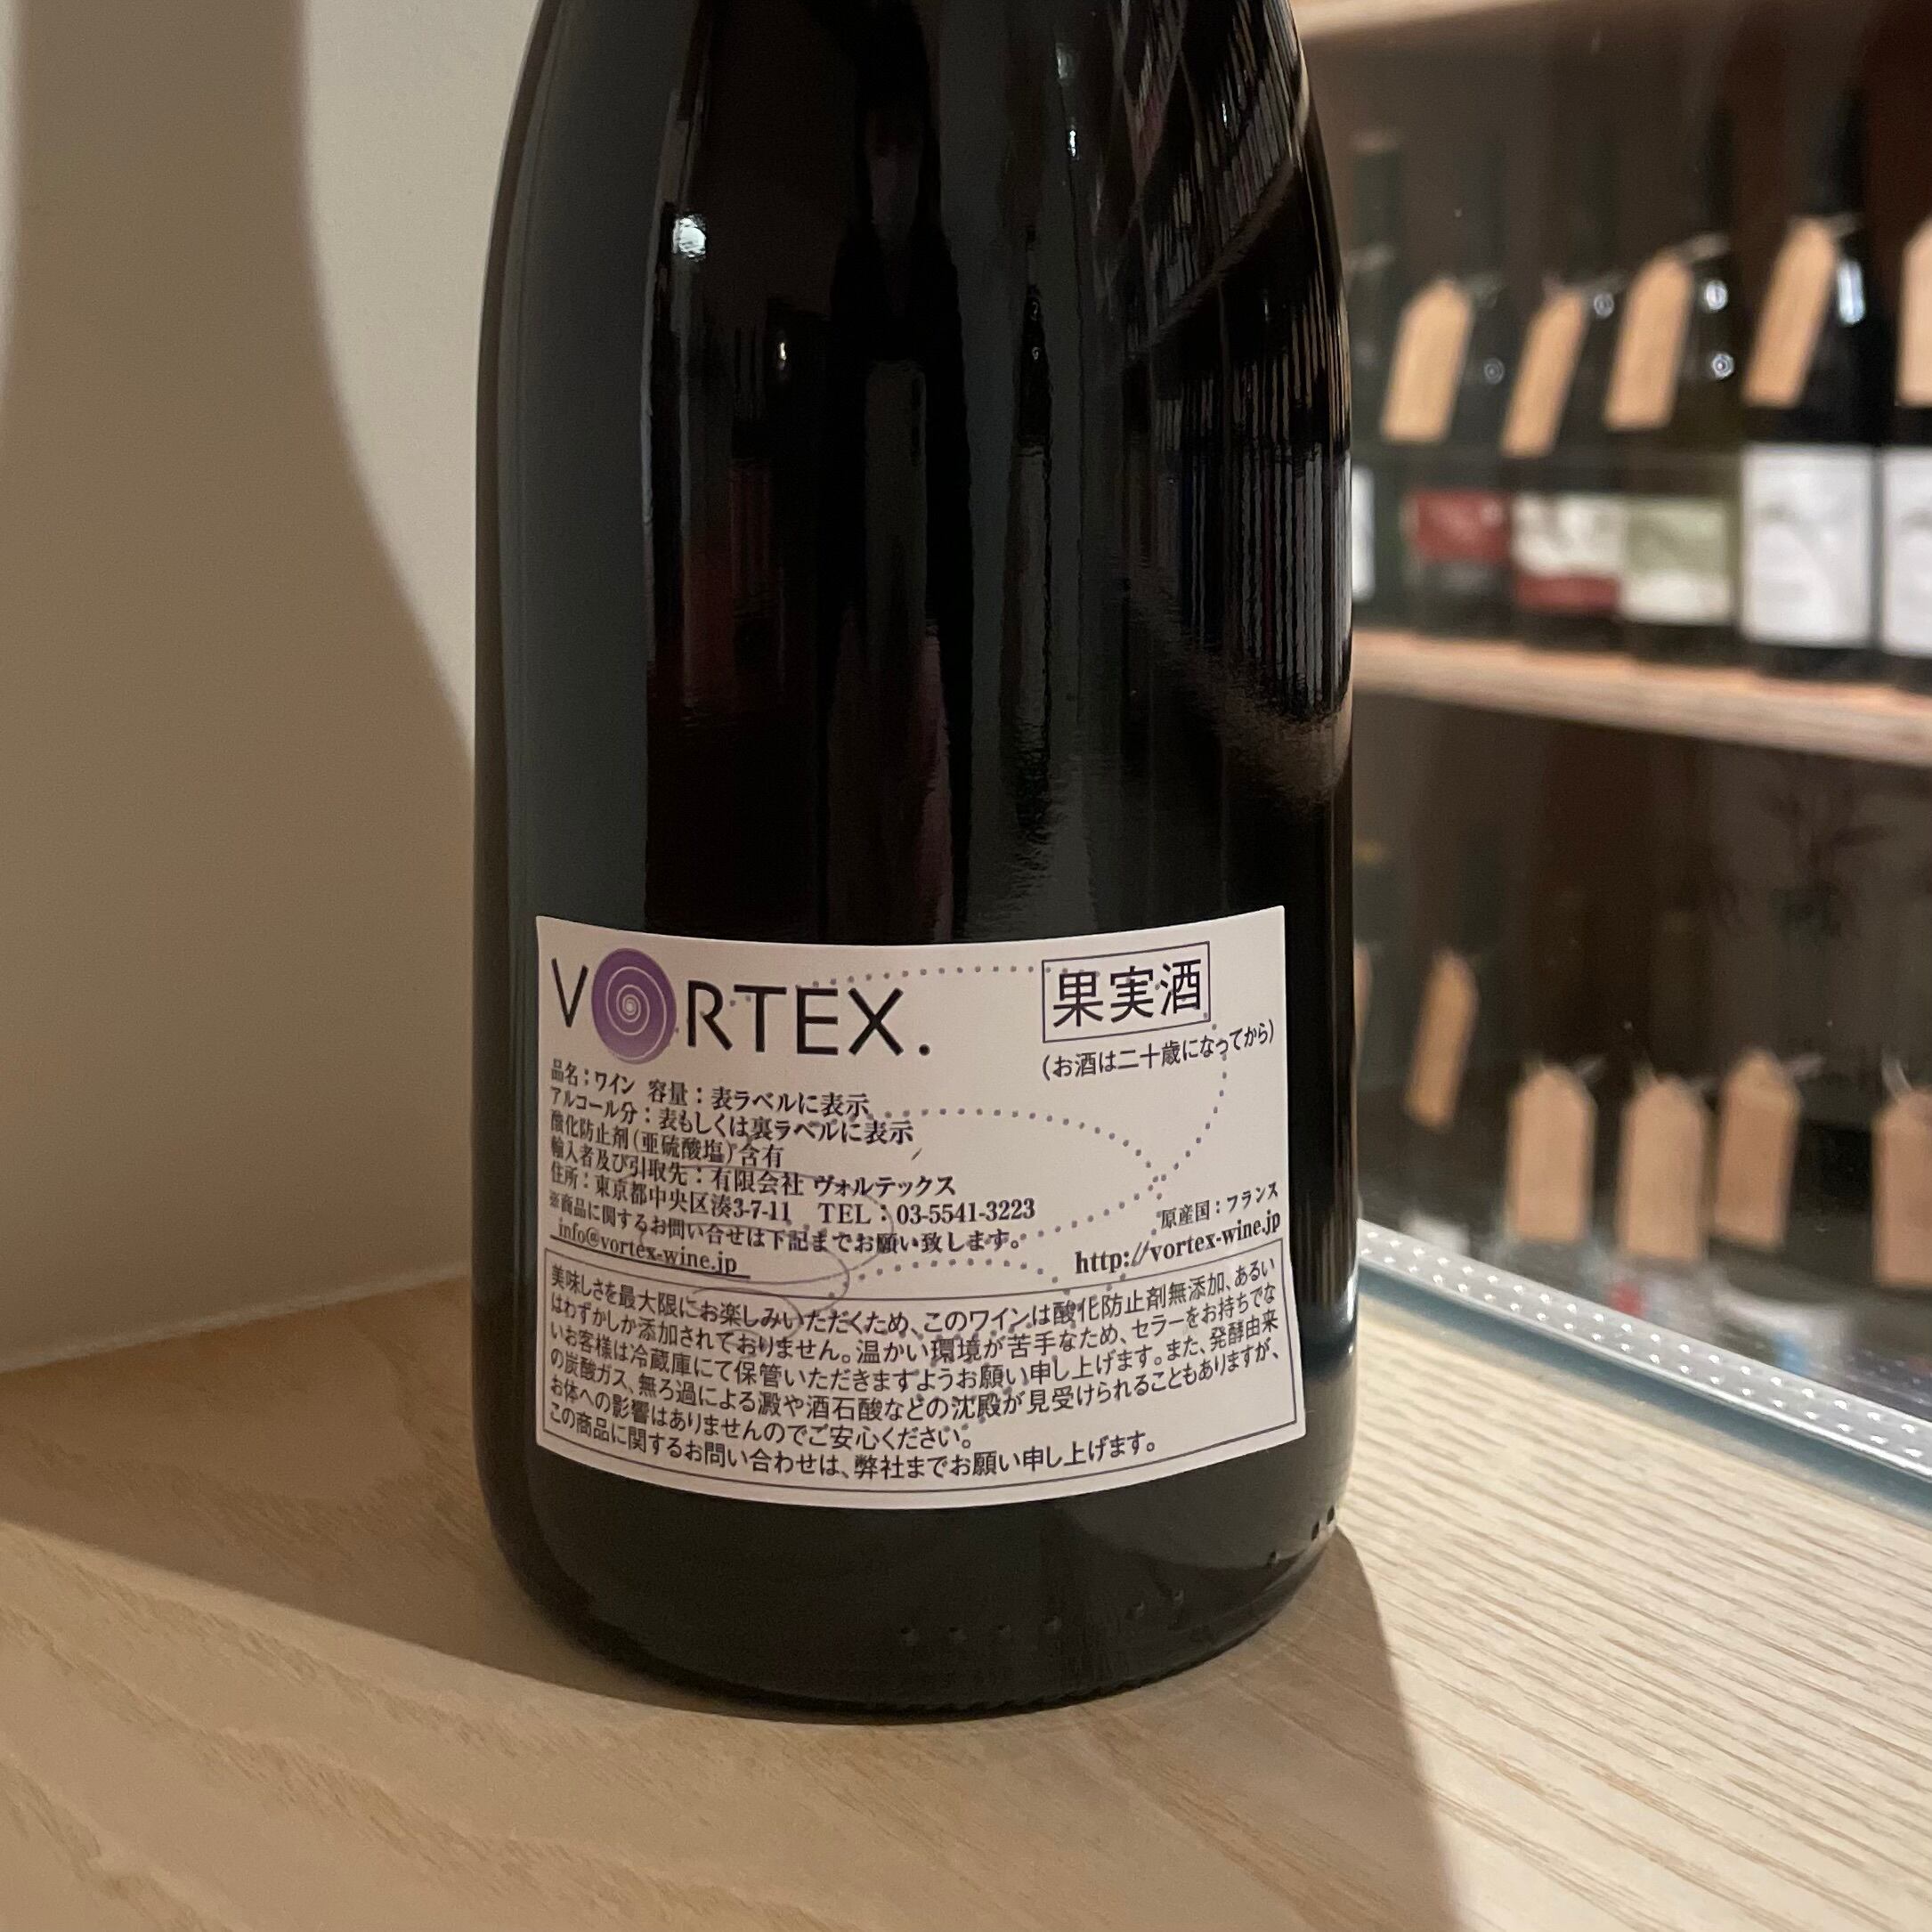 VORTEX.
果実酒
(お酒は二十歳になってから)
品名：ワイン 容量：表ラベルに表示
アルコール分：表もしくは裏ラベルに表示
酸化防止剤(亜硫酸塩)含有
輸入者及び引取先：有限会社 ヴォルテックス
住所：東京都中央区湊3-7-11 TEL：03-5541-3223
※商品に関するお問い合せは下記までお願い致します。
info@vortex-wine.jp
原産国：フランス
http://vortex-wine.jp
美味しさを最大限にお楽しみいただくため、このワインは酸化防止剤無添加、あるい
はわずかしか添加されておりません。温かい環境が苦手なため、セラーをお持ちでな
いお客様は冷蔵庫にて保管いただきますようお願い申し上げます。また、発酵由来
の炭酸ガス、無ろ過による澱や酒石酸などの沈殿が見受けられることもありますが、
お体への影響はありませんのでご安心ください。
この商品に関するお問い合わせは、弊社までお願い申し上げます。